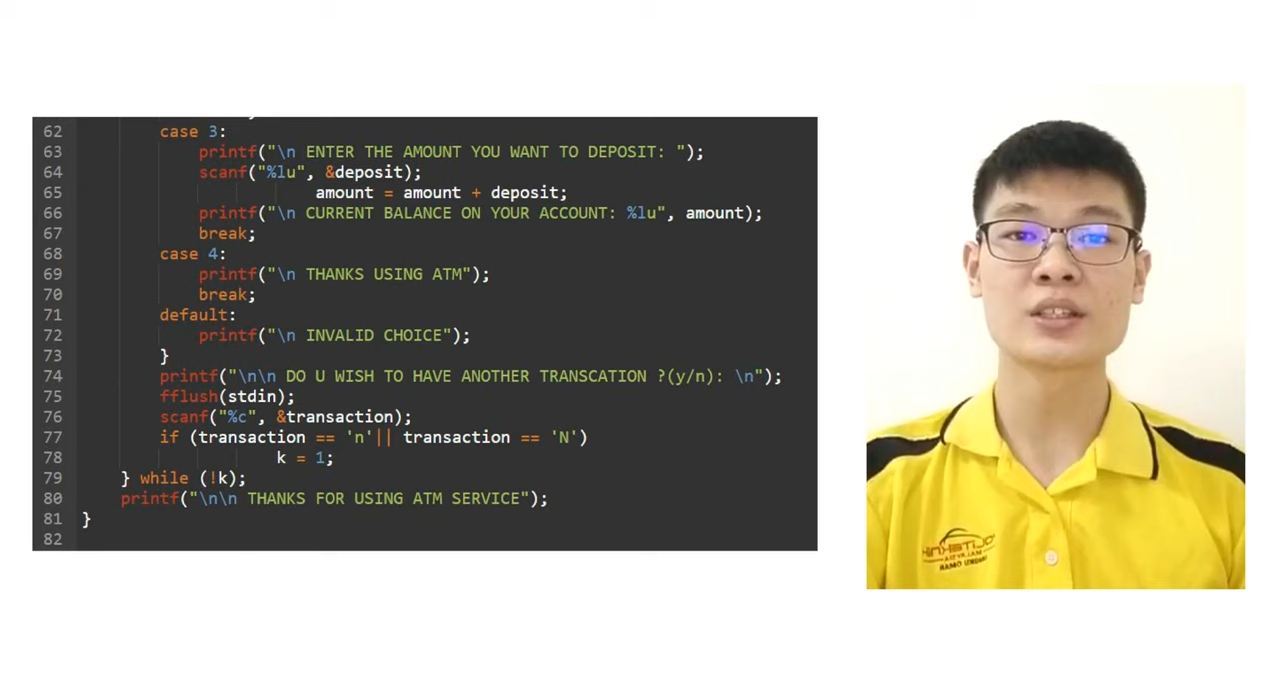 62 case 3:
63 printf("\n ENTER THE AMOUNT YOU WANT TO DEPOSIT: ");
64 scanf("%lu", &deposit);
65 amount = amount + deposit;
66 printf("\n CURRENT BALANCE ON YOUR ACCOUNT: %lu", amount);
67 break;
68 case 4:
69 printf("\n THANKS USING ATM");
70 break;
71 default:
72 printf("\n INVALID CHOICE");
73 }
74 printf("\n\n DO U WISH TO HAVE ANOTHER TRANSCATION ?(y/n): \n");
75 fflush(stdin);
76 scanf("%c", &transaction);
77 if (transaction == 'n'|| transaction == 'N')
78 k = 1;
79 } while (!k);
80 printf("\n\n THANKS FOR USING ATM SERVICE");
81 }
82
POLITEKNIK
MALAYSIA